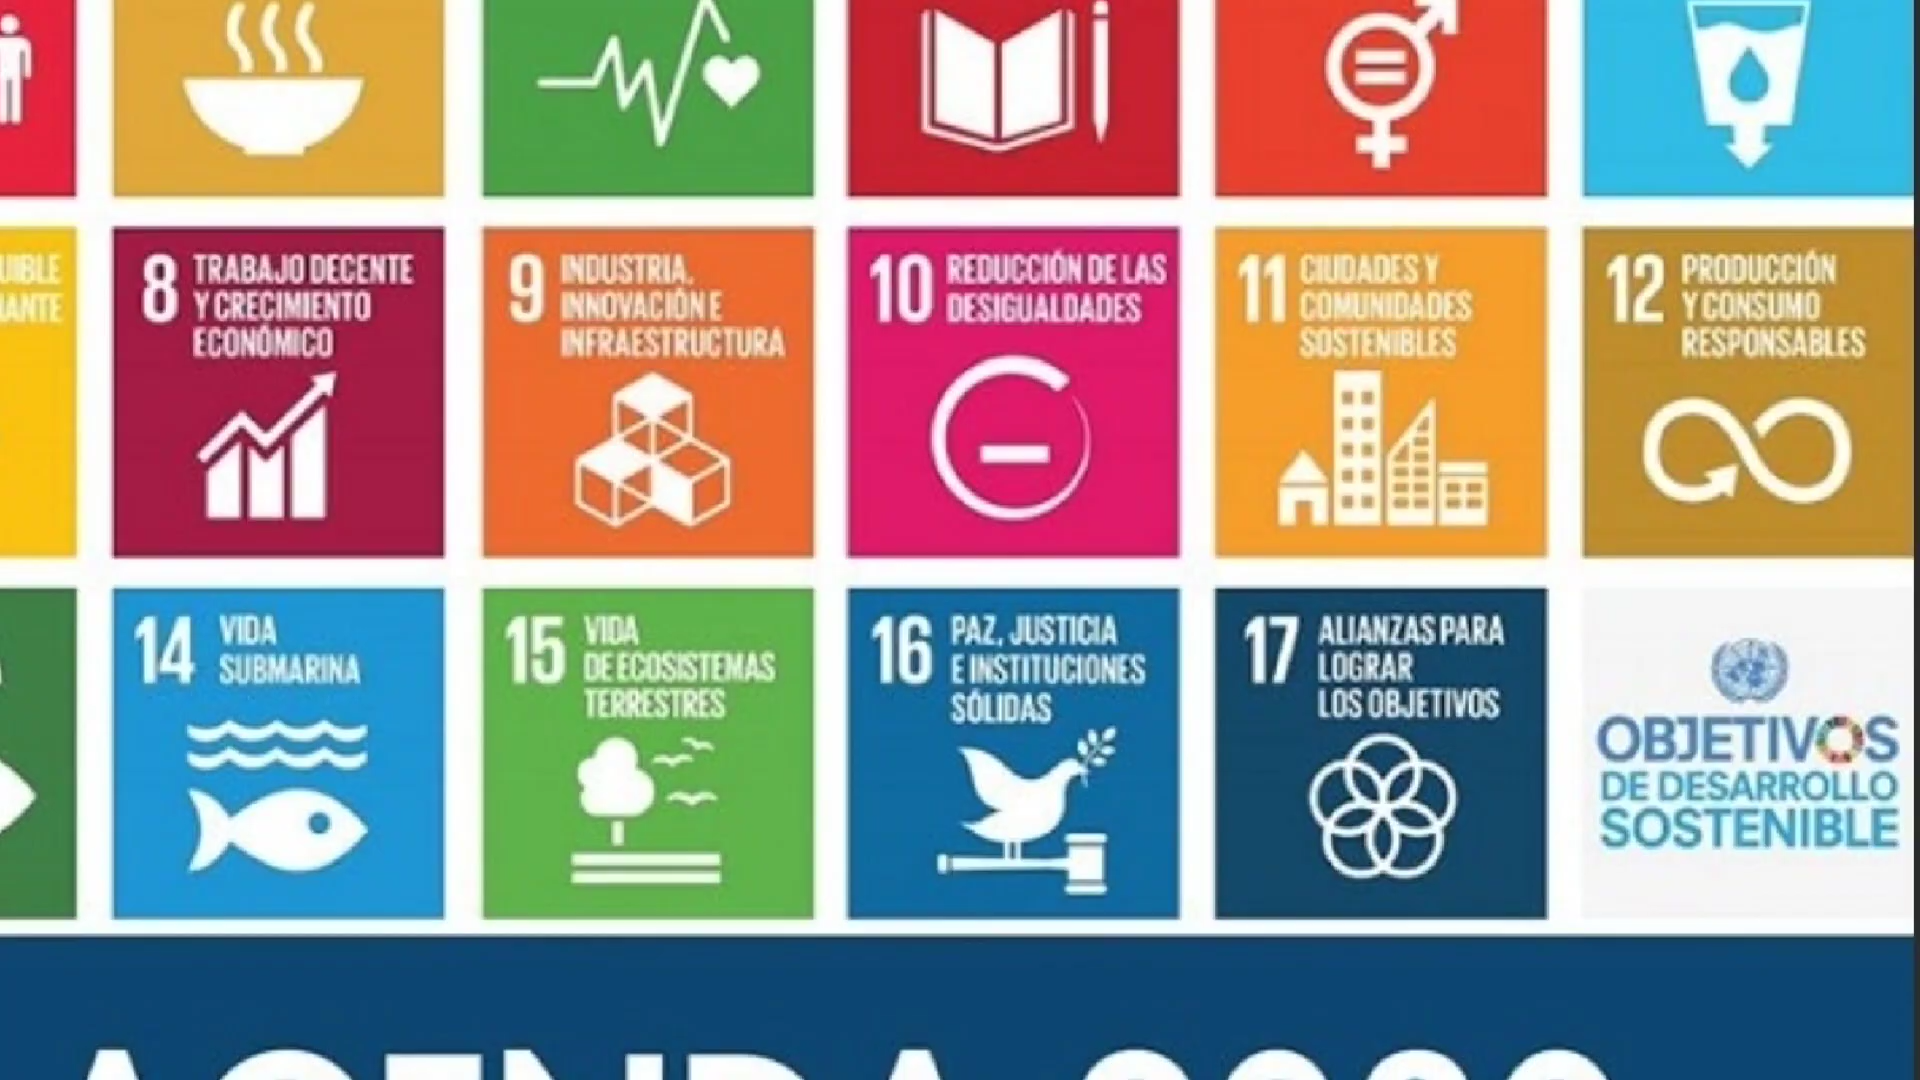 8 TRABAJO DECENTE
Y CRECIMIENTO
ECONÓMICO
9 INDUSTRIA,
INNOVACIÓN E
INFRAESTRUCTURA
10 REDUCCIÓN DE LAS
DESIGUALDADES
11 CIUDADES Y
COMUNIDADES
SOSTENIBLES
12 PRODUCCIÓN
Y CONSUMO
RESPONSABLES
14 VIDA
SUBMARINA
15 VIDA
DE ECOSISTEMAS
TERRESTRES
16 PAZ, JUSTICIA
E INSTITUCIONES
SÓLIDAS
17 ALIANZAS PARA
LOGRAR
LOS OBJETIVOS
OBJETIVOS
DE DESARROLLO
SOSTENIBLE